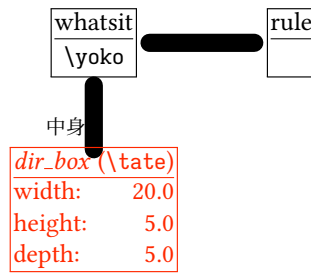 whatsit
\yoko
rule
中身
dir_box (\tate)
width: 20.0
height: 5.0
depth: 5.0